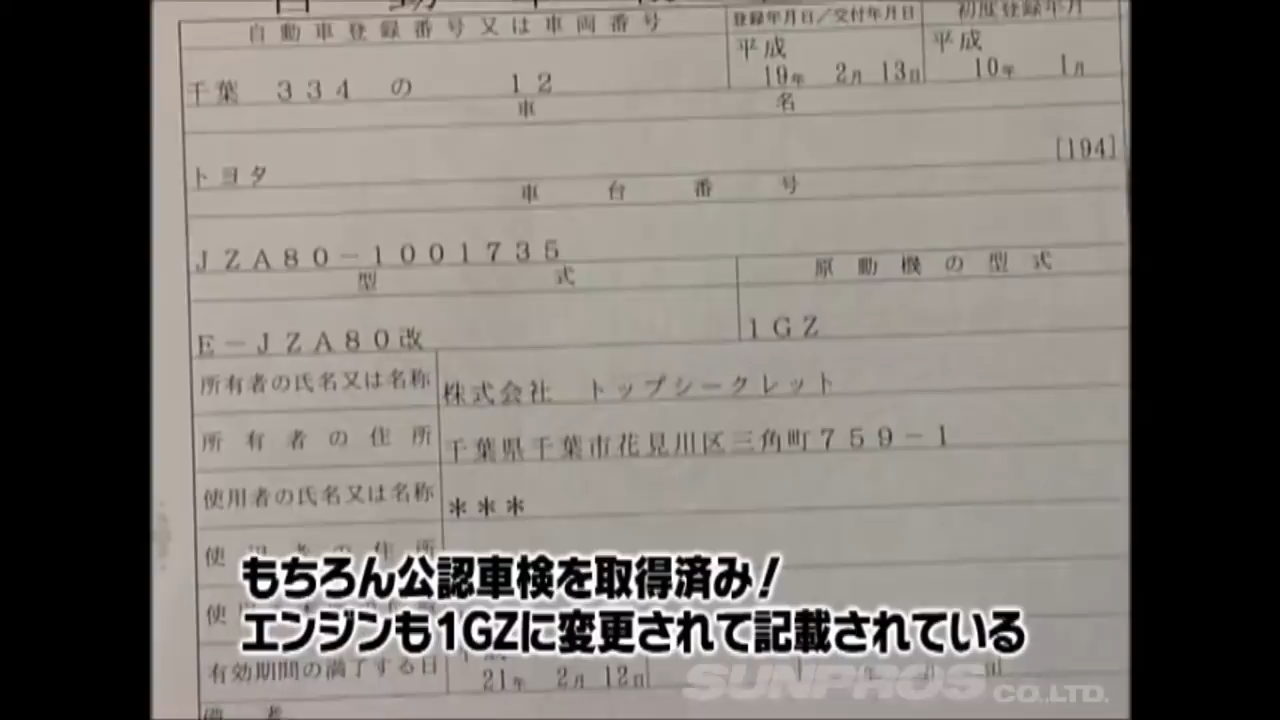 自動車登録番号又は車両番号 登録年月日/交付年月日 初度登録年月
平成 平成
千葉 334 の 12 19年 2月 13日 10年 1月
車名
トヨタ [194]
車台番号
JZA80-1001735
型式 原動機の型式
E-JZA80改 1GZ
所有者の氏名又は名称 株式会社 トップシークレット
所有者の住所 千葉県千葉市花見川区三角町759-1
使用者の氏名又は名称 ***
もちろん公認車検を取得済み!
エンジンも1GZに変更されて記載されている
有効期間の満了する日 21年 2月 12日
SUNPROS CO.,LTD.
備考